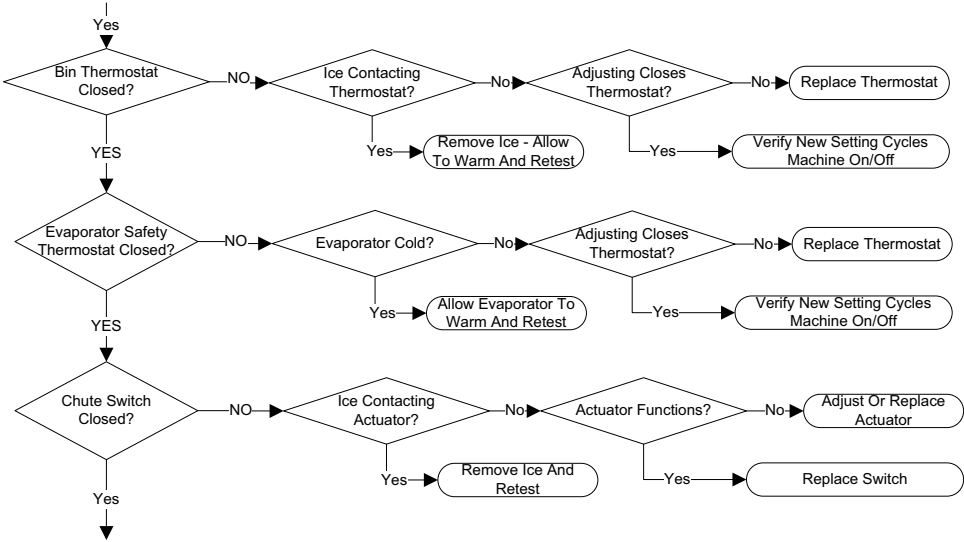 Yes
Bin Thermostat
Closed?
NO
Ice Contacting
Thermostat?
No
Adjusting Closes
Thermostat?
No
Replace Thermostat
Yes
Remove Ice - Allow
To Warm And Retest
Yes
Verify New Setting Cycles
Machine On/Off
YES
Evaporator Safety
Thermostat Closed?
NO
Evaporator Cold?
No
Adjusting Closes
Thermostat?
No
Replace Thermostat
Yes
Allow Evaporator To
Warm And Retest
Yes
Verify New Setting Cycles
Machine On/Off
YES
Chute Switch
Closed?
NO
Ice Contacting
Actuator?
No
Actuator Functions?
No
Adjust Or Replace
Actuator
Yes
Remove Ice And
Retest
Yes
Replace Switch
Yes